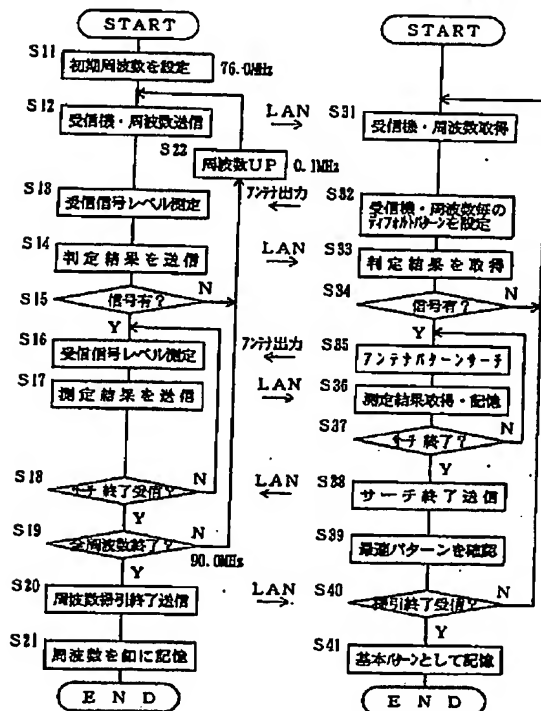 START
S11
初期周波数を設定
76.0MHz
S12
受信機・周波数送信
S22
周波数UP
0.1MHz
S13
受信信号レベル測定
S14
判定結果を送信
S15
信号有?
N
Y
S16
受信信号レベル測定
S17
測定結果を送信
S18
サーチ終了受信?
N
Y
S19
全周波数終了?
N
90.0MHz
Y
S20
周波数掃引終了送信
S21
周波数を毎に記憶
END
LAN
アンテナ出力
LAN
アンテナ出力
LAN
LAN
LAN
START
S31
受信機・周波数取得
S32
受信機・周波数毎の
ディフォルトパターンを設定
S33
判定結果を取得
S34
信号有?
N
Y
S35
アンテナパターンサーチ
S36
測定結果取得・記憶
S37
サーチ終了?
N
Y
S38
サーチ終了送信
S39
最適パターンを確認
S40
掃引終了受信?
N
Y
S41
基本パターンとして記憶
END